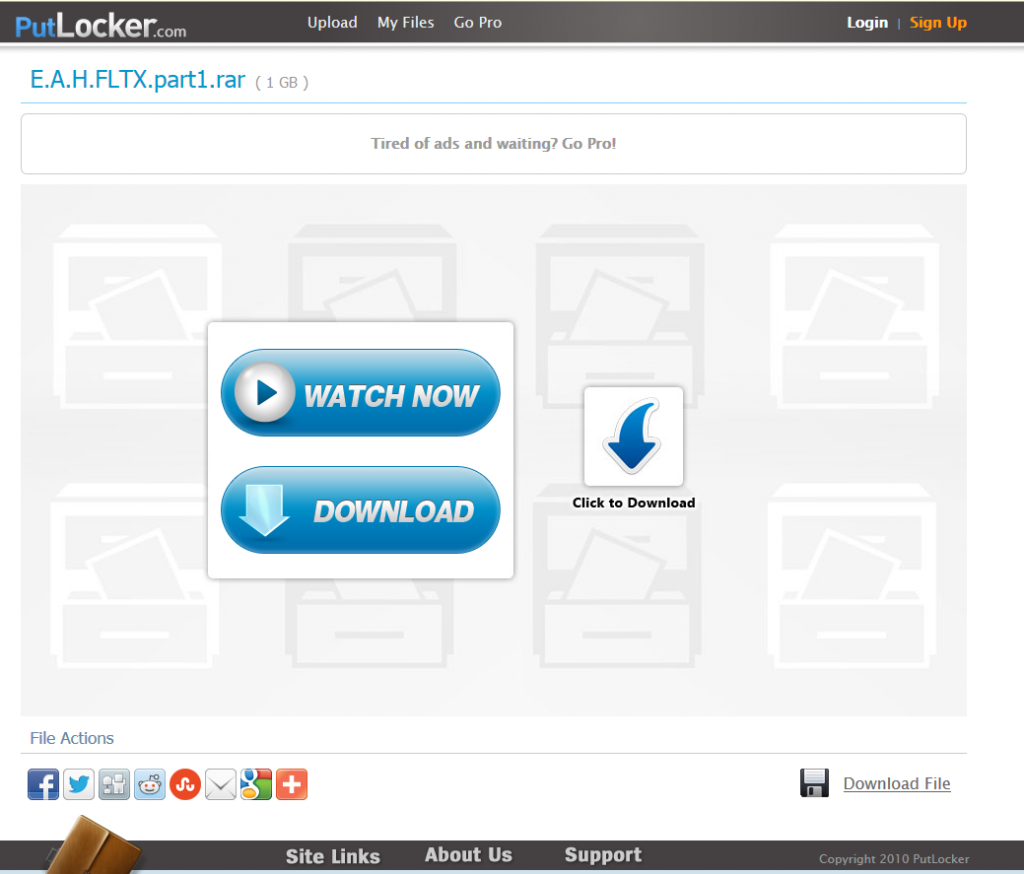 PutLocker.com
Upload My Files Go Pro
Login | Sign Up
E.A.H.FLTX.part1.rar ( 1 GB )
Tired of ads and waiting? Go Pro!
WATCH NOW
DOWNLOAD
Click to Download
File Actions
Download File
Site Links About Us Support
Copyright 2010 PutLocker